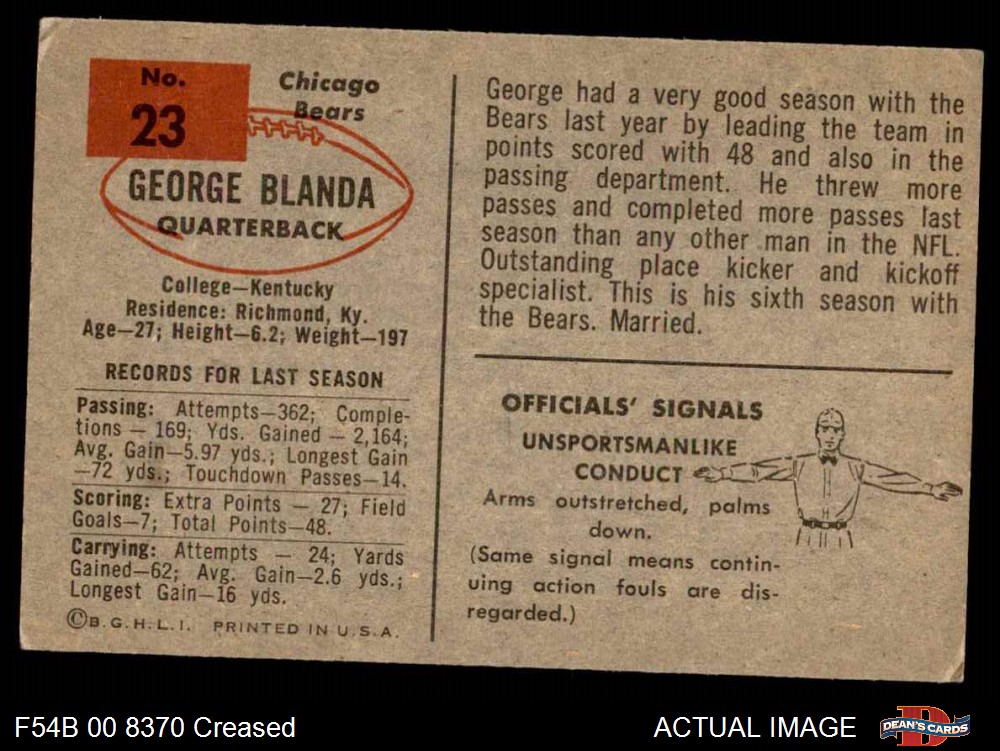 No.
23
Chicago
Bears
GEORGE BLANDA
QUARTERBACK
College—Kentucky
Residence: Richmond, Ky.
Age—27; Height—6.2; Weight—197
RECORDS FOR LAST SEASON
Passing: Attempts—362; Comple-
tions — 169; Yds. Gained — 2,164;
Avg. Gain—5.97 yds.; Longest Gain
—72 yds.; Touchdown Passes—14.
Scoring: Extra Points — 27; Field
Goals—7; Total Points—48.
Carrying: Attempts — 24; Yards
Gained—62; Avg. Gain—2.6 yds.;
Longest Gain—16 yds.
©B.G.H.L.I. PRINTED IN U.S.A.
George had a very good season with the
Bears last year by leading the team in
points scored with 48 and also in the
passing department. He threw more
passes and completed more passes last
season than any other man in the NFL.
Outstanding place kicker and kickoff
specialist. This is his sixth season with
the Bears. Married.
OFFICIALS' SIGNALS
UNSPORTSMANLIKE
CONDUCT
Arms outstretched, palms
down.
(Same signal means contin-
uing action fouls are dis-
regarded.)
F54B 00 8370 Creased
ACTUAL IMAGE
DEAN'S CARDS